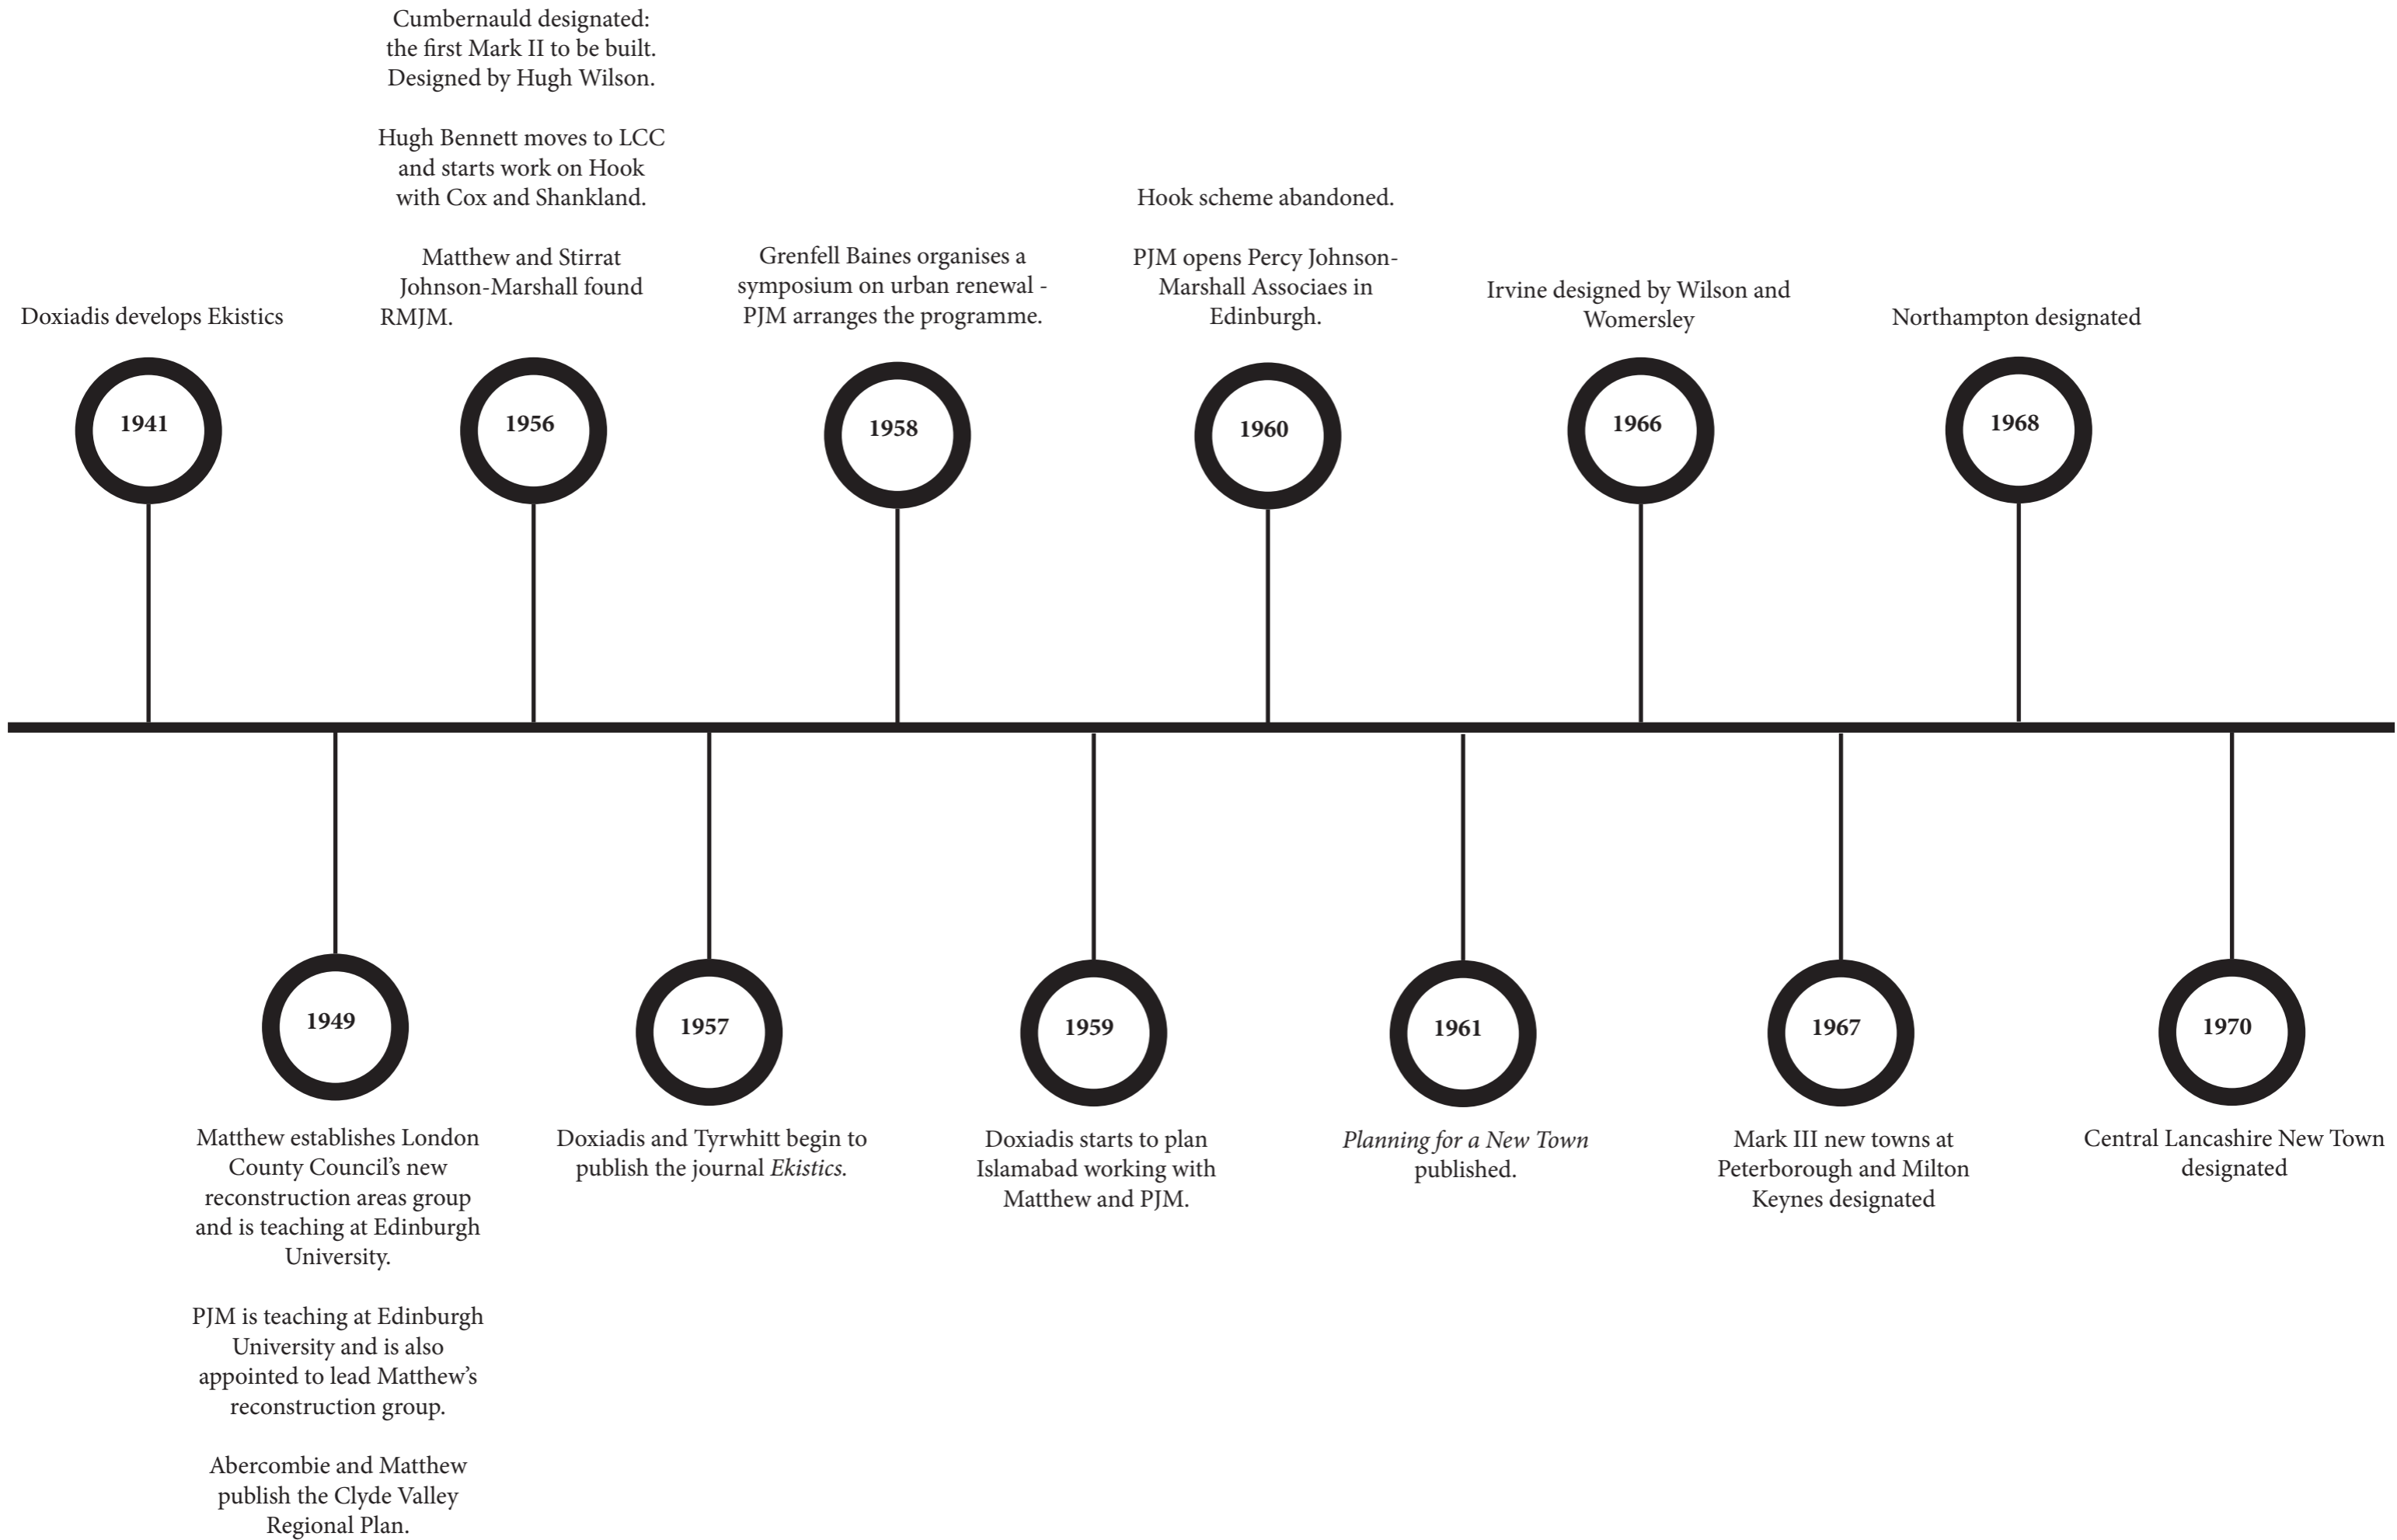 Cumbernauld designated:
the first Mark II to be built.
Designed by Hugh Wilson.
Hugh Bennett moves to LCC
and starts work on Hook
with Cox and Shankland.
Matthew and Stirrat
Johnson-Marshall found
RMJM.
Doxiadis develops Ekistics
Grenfell Baines organises a
symposium on urban renewal -
PJM arranges the programme.
Hook scheme abandoned.
PJM opens Percy Johnson-
Marshall Associaes in
Edinburgh.
Irvine designed by Wilson and
Womersley
Northampton designated
1941
1956
1958
1960
1966
1968
1949
1957
1959
1961
1967
1970
Matthew establishes London
County Council's new
reconstruction areas group
and is teaching at Edinburgh
University.
PJM is teaching at Edinburgh
University and is also
appointed to lead Matthew's
reconstruction group.
Abercombie and Matthew
publish the Clyde Valley
Regional Plan.
Doxiadis and Tyrwhitt begin to
publish the journal Ekistics.
Doxiadis starts to plan
Islamabad working with
Matthew and PJM.
Planning for a New Town
published.
Mark III new towns at
Peterborough and Milton
Keynes designated
Central Lancashire New Town
designated